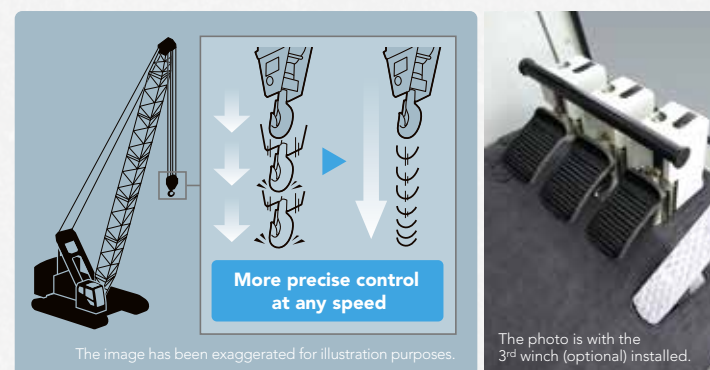 More precise control
at any speed
The image has been exaggerated for illustration purposes.
The photo is with the
3rd winch (optional) installed.